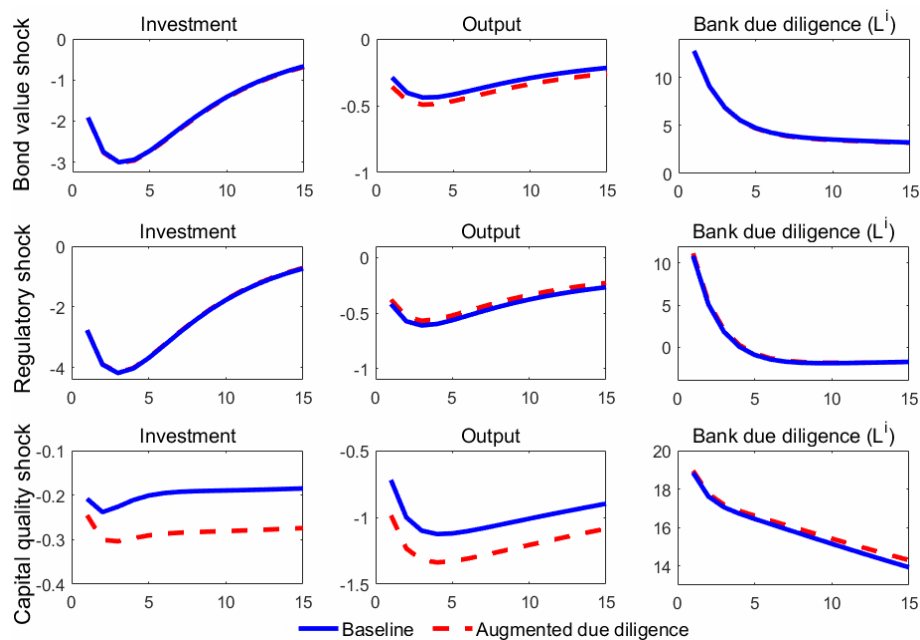 Investment Output Bank due diligence (Lⁱ)
Bond value shock
0 -1 -2 -3
0 5 10 15
0 -0.5 -1
0 5 10 15
10 5 0
0 5 10 15
Investment Output Bank due diligence (Lⁱ)
Regulatory shock
0 -2 -4
0 5 10 15
0 -0.5 -1
0 5 10 15
10 5 0
0 5 10 15
Investment Output Bank due diligence (Lⁱ)
Capital quality shock
-0.1 -0.2 -0.3 -0.4
0 5 10 15
-0.5 -1 -1.5
0 5 10 15
20 18 16 14
0 5 10 15
Baseline Augmented due diligence